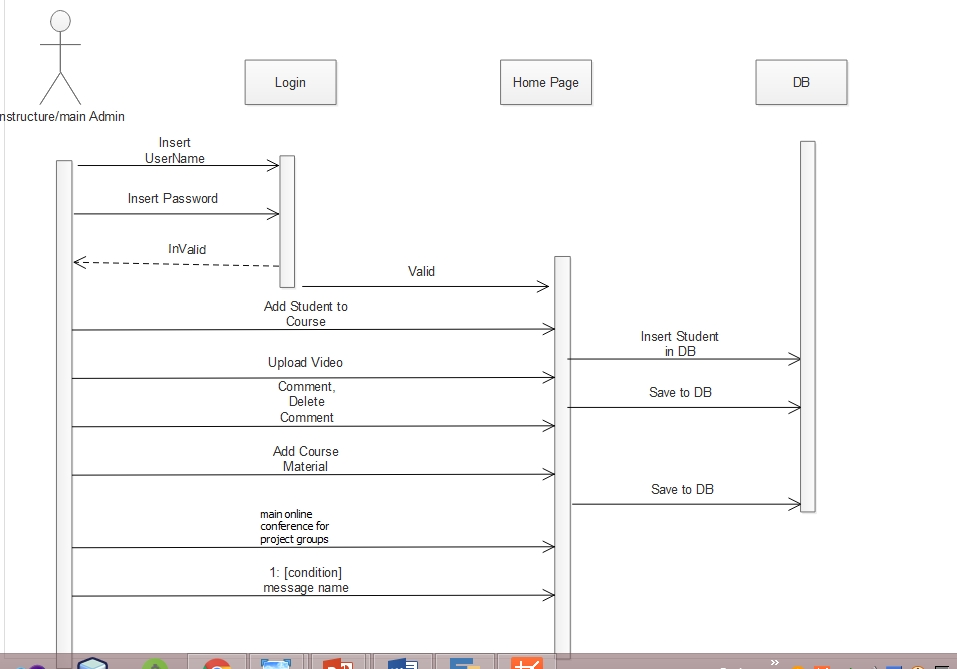 Login
Home Page
DB
nstructure/main Admin
Insert
UserName
Insert Password
InValid
Valid
Add Student to
Course
Insert Student
in DB
Upload Video
Comment,
Delete
Comment
Save to DB
Add Course
Material
Save to DB
main online
conference for
project groups
1: [condition]
message name